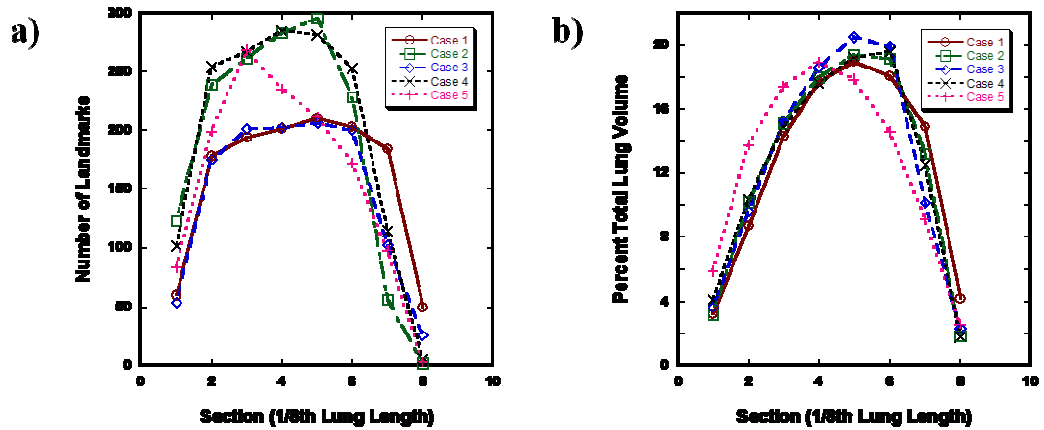 a)
Number of Landmarks
300
250
200
150
100
50
0
0 2 4 6 8 10
Section (1/8th Lung Length)
Case 1
Case 2
Case 3
Case 4
Case 5
b)
Percent Total Lung Volume
20
16
12
8
4
0
0 2 4 6 8 10
Section (1/8th Lung Length)
Case 1
Case 2
Case 3
Case 4
Case 5